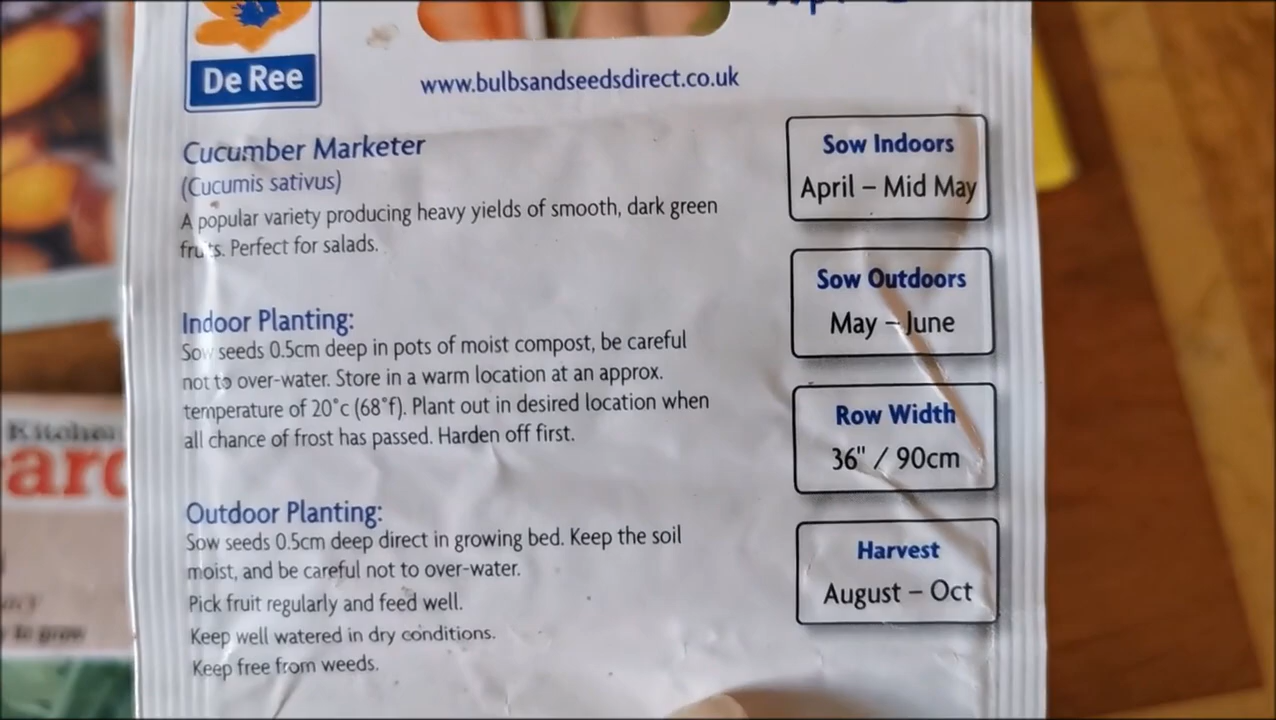 De Ree
www.bulbsandseedsdirect.co.uk
Cucumber Marketer
(Cucumis sativus)
A popular variety producing heavy yields of smooth, dark green
fruits. Perfect for salads.
Indoor Planting:
Sow seeds 0.5cm deep in pots of moist compost, be careful
not to over-water. Store in a warm location at an approx.
temperature of 20°c (68°f). Plant out in desired location when
all chance of frost has passed. Harden off first.
Outdoor Planting:
Sow seeds 0.5cm deep direct in growing bed. Keep the soil
moist, and be careful not to over-water.
Pick fruit regularly and feed well.
Keep well watered in dry conditions.
Keep free from weeds.
Sow Indoors
April – Mid May
Sow Outdoors
May – June
Row Width
36" / 90cm
Harvest
August – Oct
Kitchen
to grow